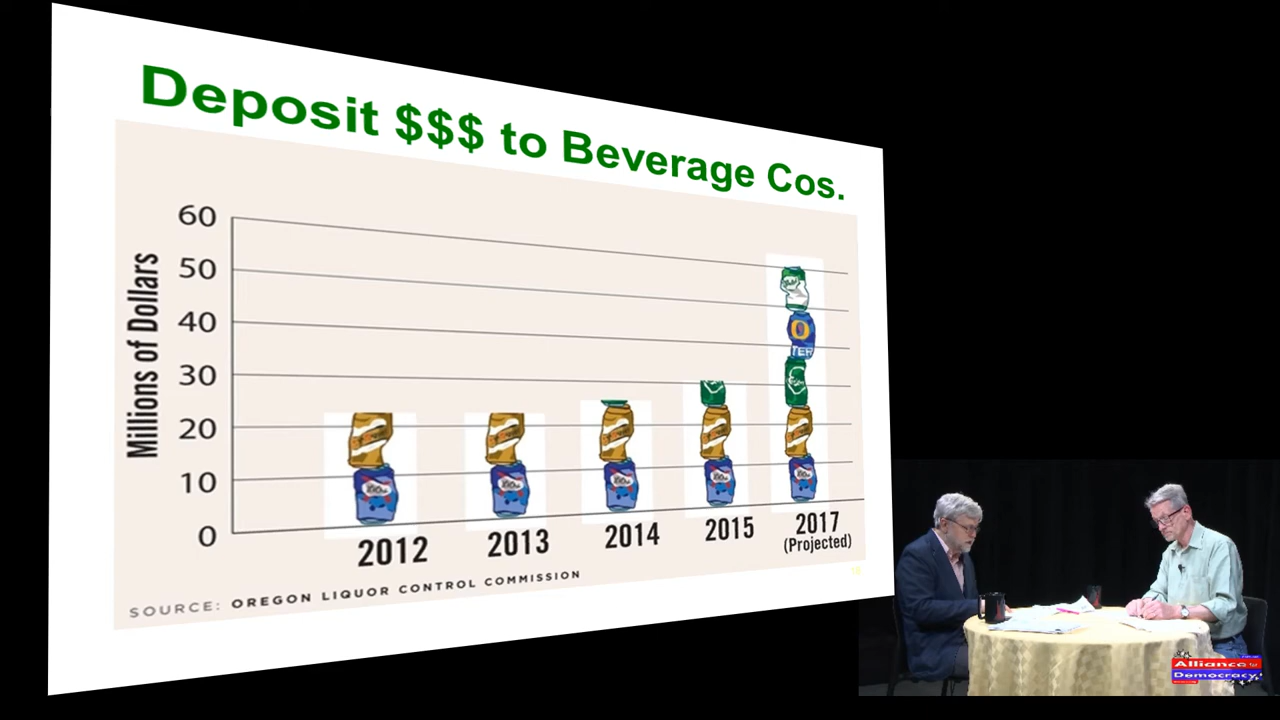 Deposit $$$ to Beverage Cos.
Millions of Dollars
60
50
40
30
20
10
0
2012
2013
2014
2015
2017
(Projected)
SOURCE: OREGON LIQUOR CONTROL COMMISSION
TER
Alliance for
Democracy